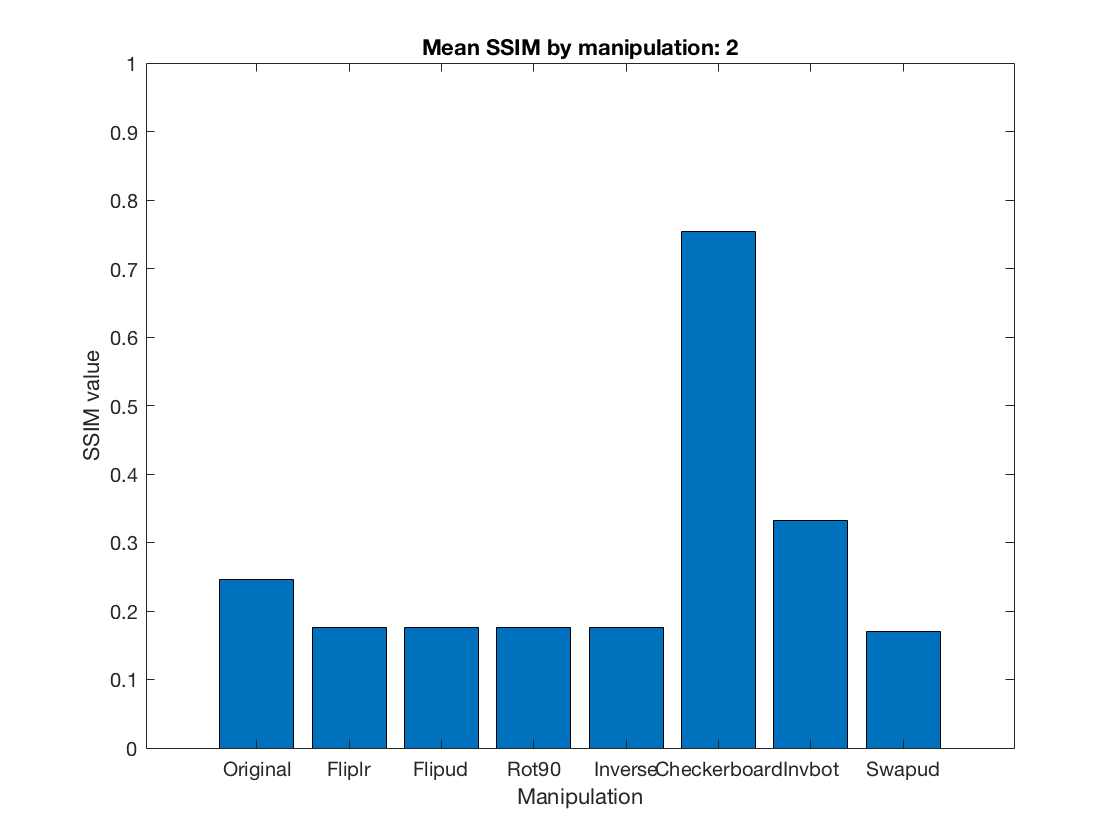 Mean SSIM by manipulation: 2
1
0.9
0.8
0.7
0.6
0.5
0.4
0.3
0.2
0.1
0
SSIM value
Original Fliplr Flipud Rot90 Inverse Checkerboard Invbot Swapud
Manipulation